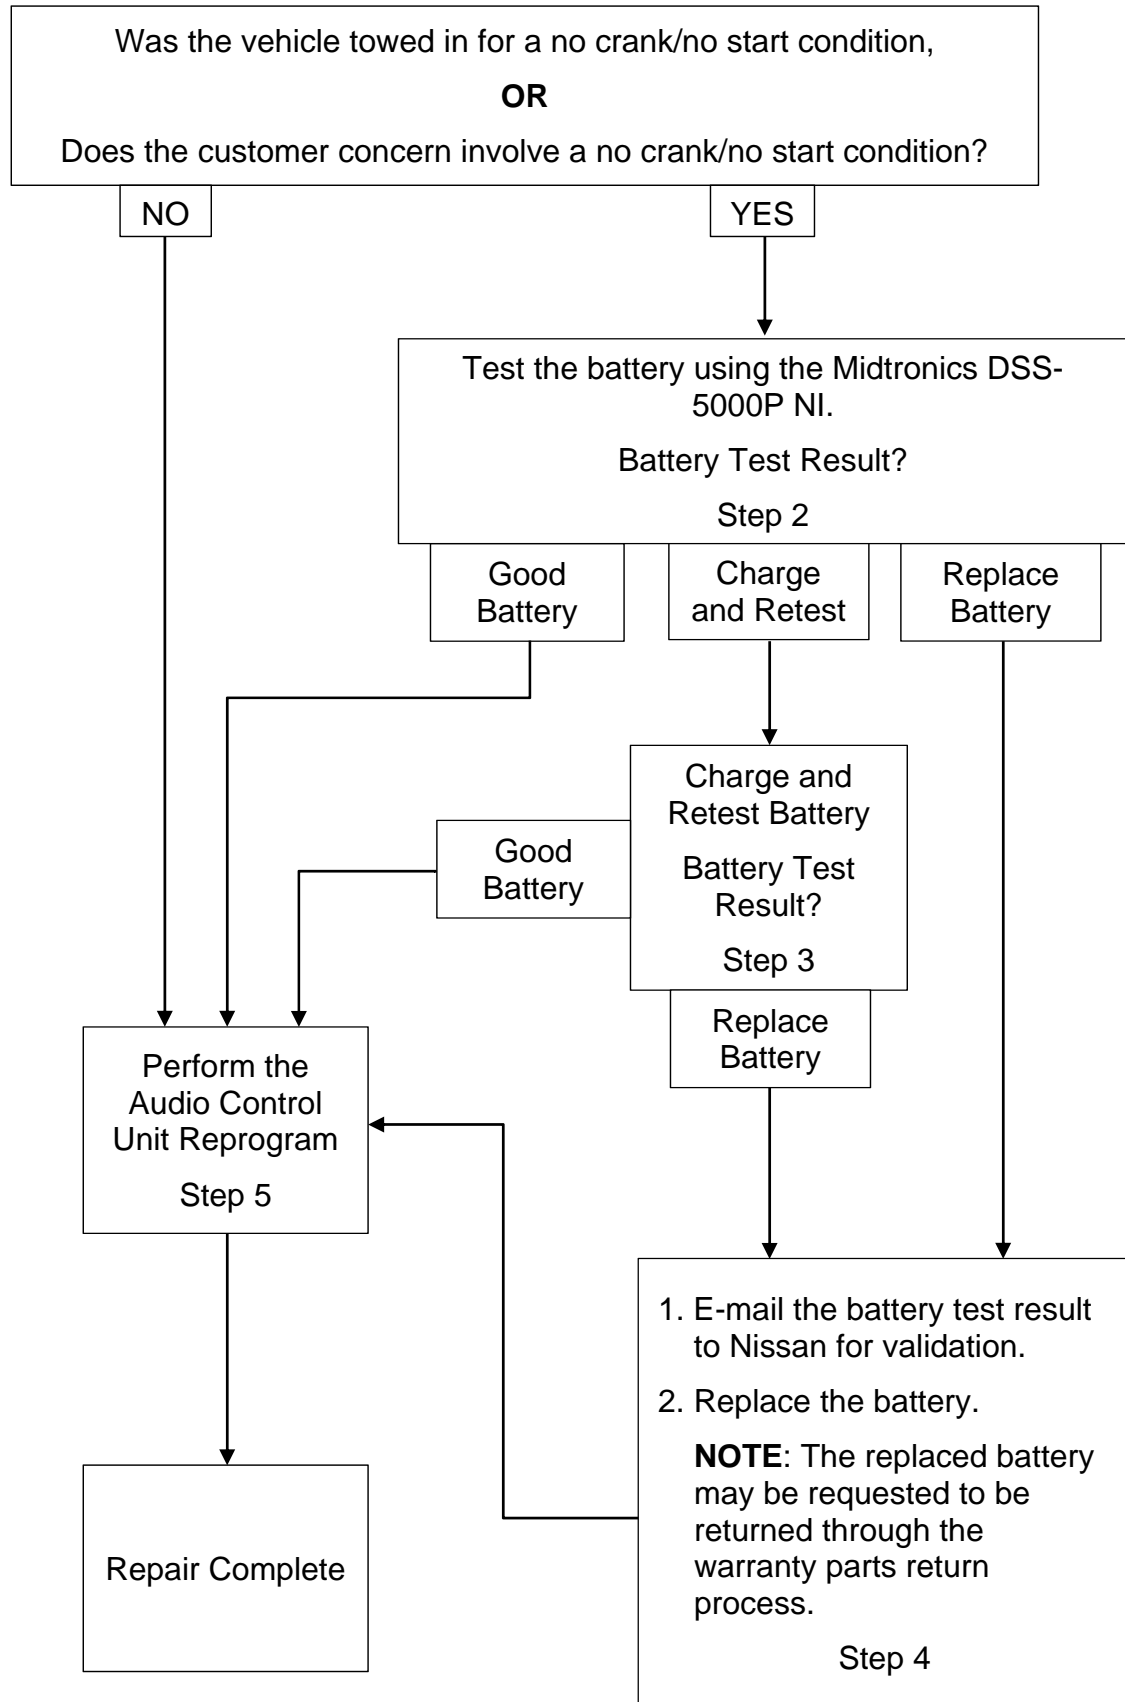 Was the vehicle towed in for a no crank/no start condition,
OR
Does the customer concern involve a no crank/no start condition?
NO
YES
Test the battery using the Midtronics DSS-
5000P NI.
Battery Test Result?
Step 2
Good
Battery
Charge
and Retest
Replace
Battery
Charge and
Retest Battery
Battery Test
Result?
Step 3
Good
Battery
Replace
Battery
Perform the
Audio Control
Unit Reprogram
Step 5
1. E-mail the battery test result
to Nissan for validation.
2. Replace the battery.
NOTE: The replaced battery
may be requested to be
returned through the
warranty parts return
process.
Step 4
Repair Complete